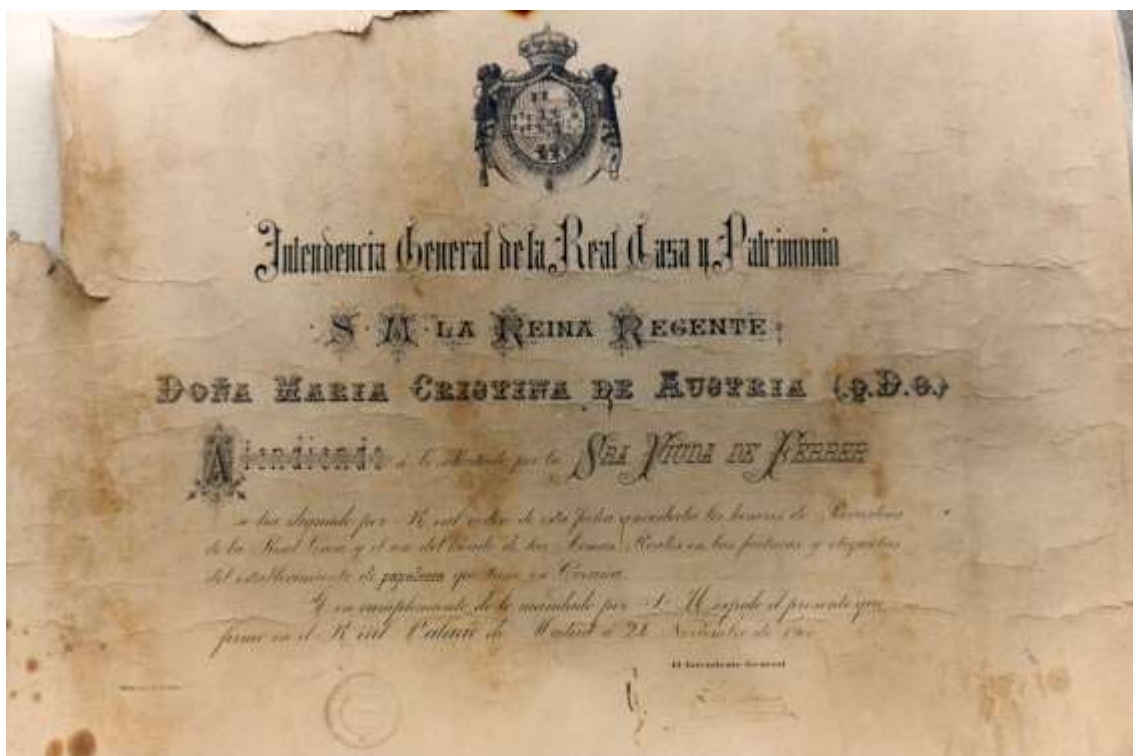 Intendencia General de la Real Casa y Patrimonio
S. M. LA REINA REGENTE
DOÑA MARIA CRISTINA DE AUSTRIA (Q.D.G.)
Atendiendo a lo solicitado por la SRA VIUDA DE FERRER
se ha dignado por Real orden de esta fecha concederla los honores de Proveedora
de la Real Casa y el uso del Escudo de sus Armas Reales en las facturas y etiquetas
del establecimiento de papelería que tiene en Coruña.
Y en cumplimiento de lo mandado por S. M. expido el presente que
firmo en el Real Palacio de Madrid a Noviembre de
El Intendente General